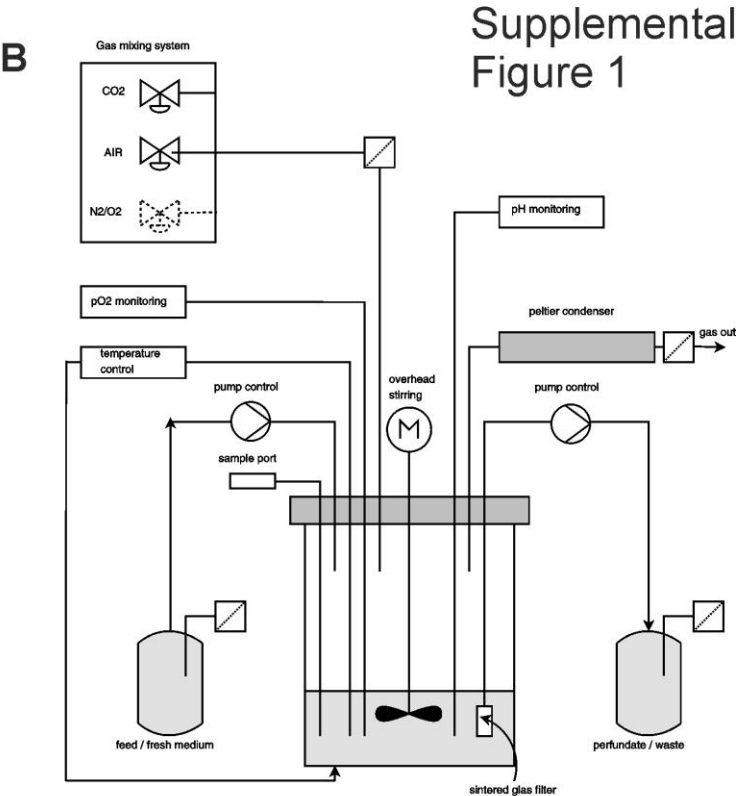 Supplemental
Figure 1
B
Gas mixing system
CO2
AIR
N2/O2
pH monitoring
pO2 monitoring
peltier condenser
gas out
temperature
control
pump control
overhead
stirring
pump control
M
sample port
feed / fresh medium
perfundate / waste
sintered glas filter